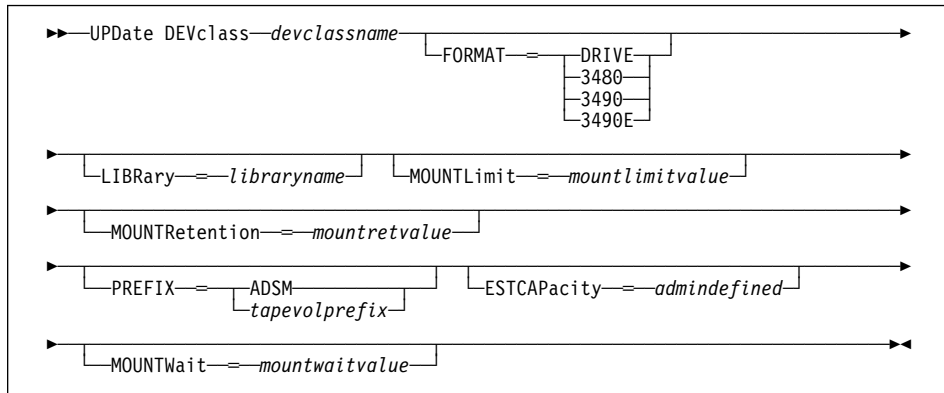 UPDate DEVclass devclassname
FORMAT = DRIVE
3480
3490
3490E
LIBRary = libraryname MOUNTLimit = mountlimitvalue
MOUNTRetention = mountretvalue
PREFIX = ADSM ESTCAPacity = admindefined
tapevolprefix
MOUNTWait = mountwaitvalue